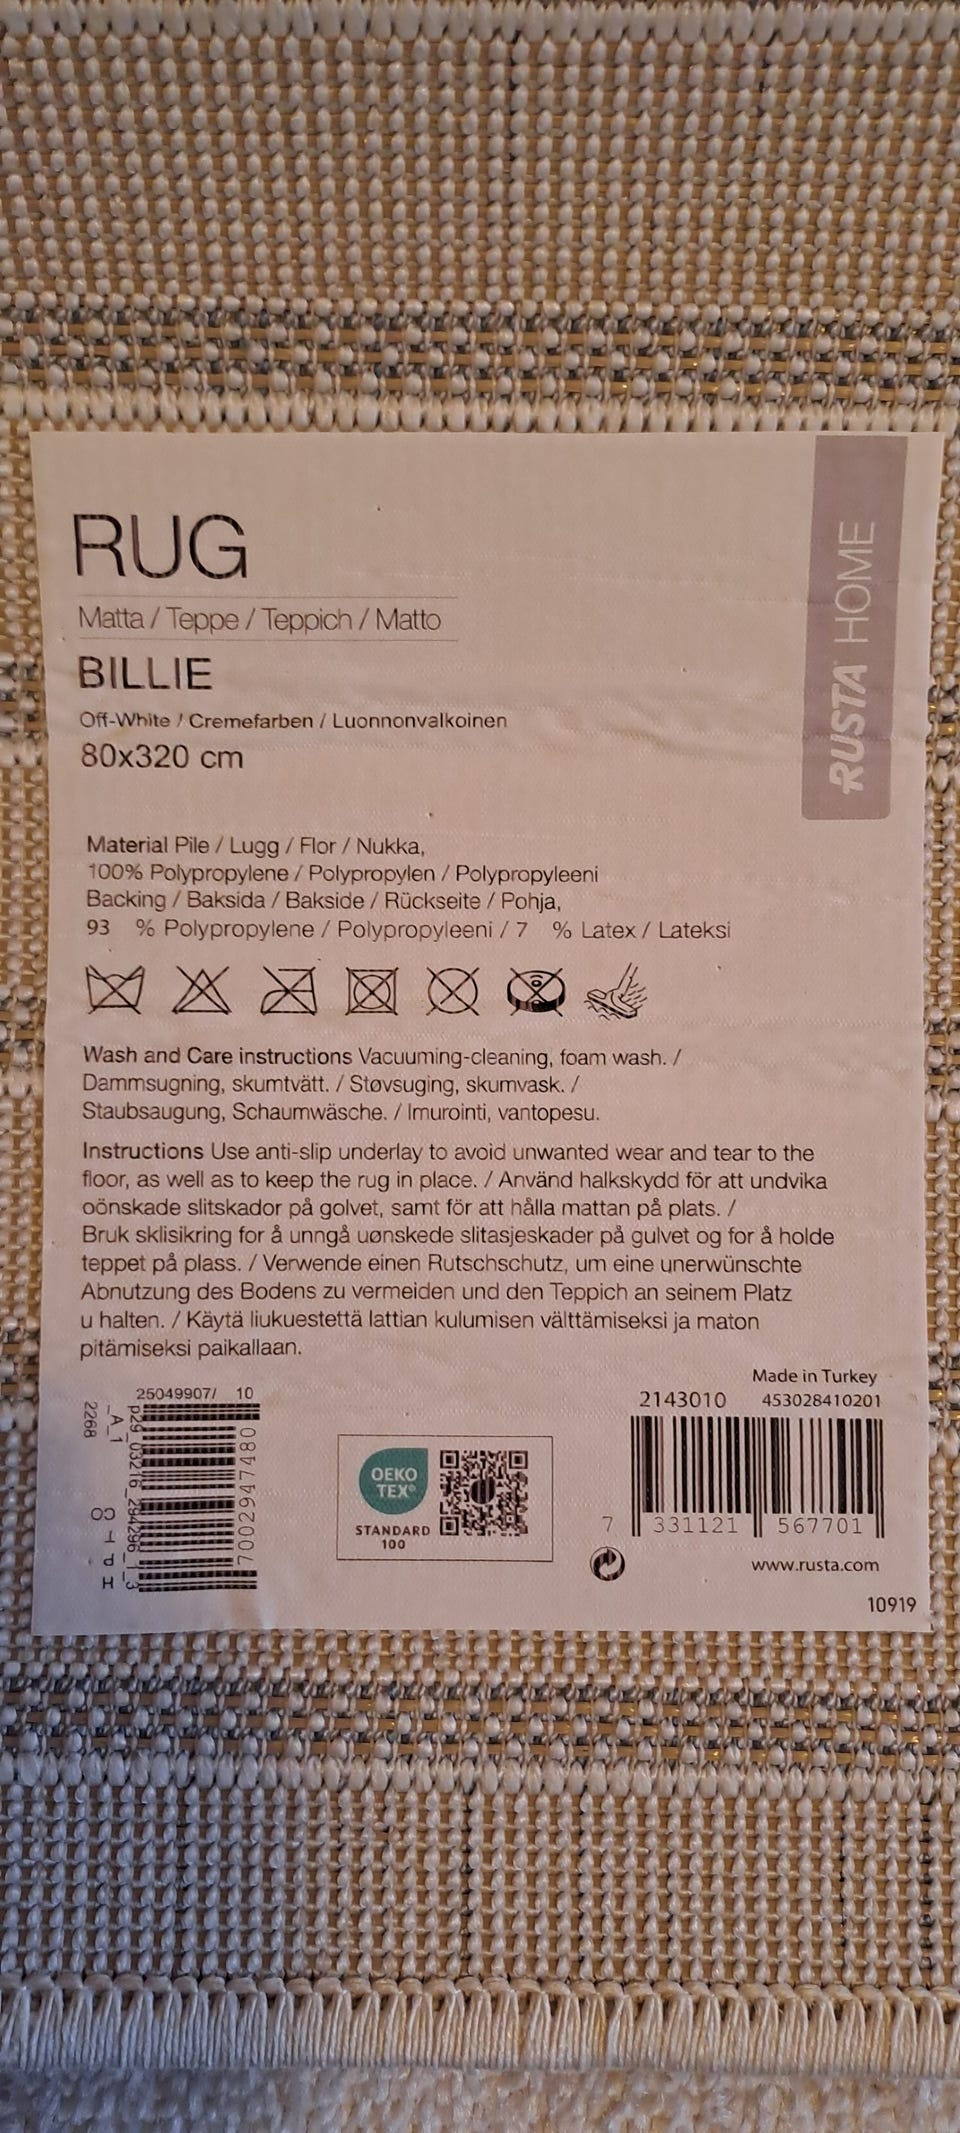 RUG
RUSTA HOME
Matta / Teppe / Teppich / Matto
BILLIE
Off-White / Cremefarben / Luonnonvalkoinen
80x320 cm
Material Pile / Lugg / Flor / Nukka,
100% Polypropylene / Polypropylen / Polypropyleeni
Backing / Baksida / Bakside / Rückseite / Pohja,
93 % Polypropylene / Polypropyleeni / 7 % Latex / Lateksi
Wash and Care instructions Vacuuming-cleaning, foam wash. /
Dammsugning, skumtvätt. / Støvsuging, skumvask. /
Staubsaugung, Schaumwäsche. / Imurointi, vantopesu.
Instructions Use anti-slip underlay to avoid unwanted wear and tear to the
floor, as well as to keep the rug in place. / Använd halkskydd för att undvika
oönskade slitskador på golvet, samt för att hålla mattan på plats. /
Bruk sklisikring for å unngå uønskede slitasjeskader på gulvet og for å holde
teppet på plass. / Verwende einen Rutschschutz, um eine unerwünschte
Abnutzung des Bodens zu vermeiden und den Teppich an seinem Platz
u halten. / Käytä liukuestettä lattian kulumisen välttämiseksi ja maton
pitämiseksi paikallaan.
25049907/ 10
p29_03216_294296_1_3
_A_1
2268
H P T CO
7002947480
OEKO
TEX®
STANDARD
100
Made in Turkey
2143010 453028410201
7 331121 567701
www.rusta.com
10919